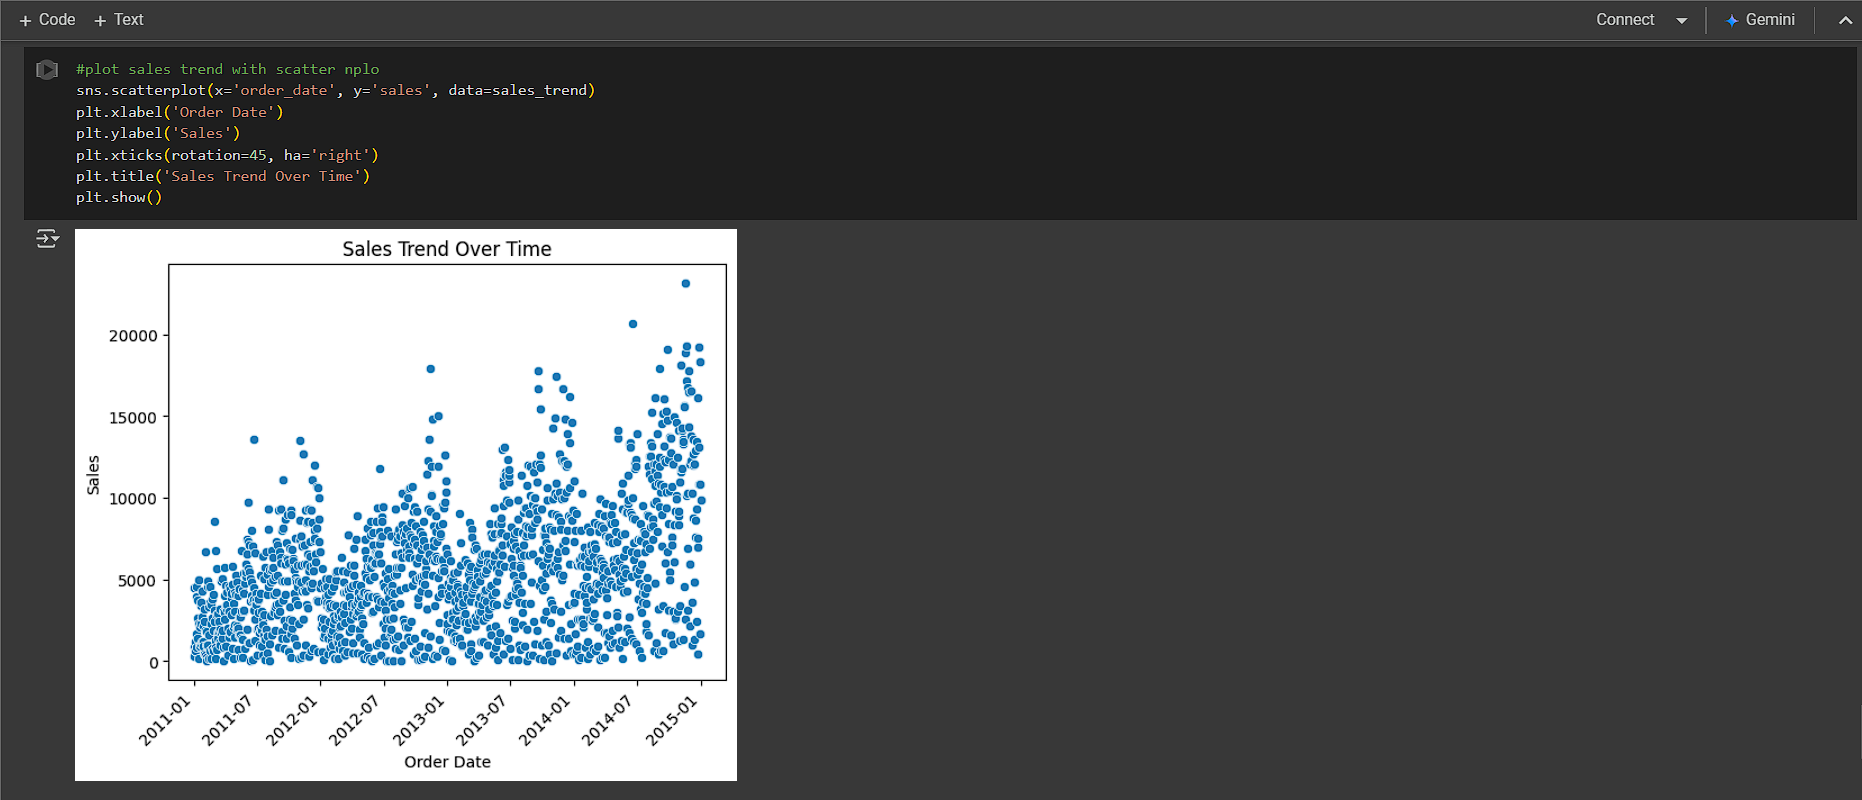 + Code + Text
Connect
Gemini
#plot sales trend with scatter nplo
sns.scatterplot(x='order_date', y='sales', data=sales_trend)
plt.xlabel('Order Date')
plt.ylabel('Sales')
plt.xticks(rotation=45, ha='right')
plt.title('Sales Trend Over Time')
plt.show()
Sales Trend Over Time
20000
15000
10000
5000
0
Sales
2011-01
2011-07
2012-01
2012-07
2013-01
2013-07
2014-01
2014-07
2015-01
Order Date